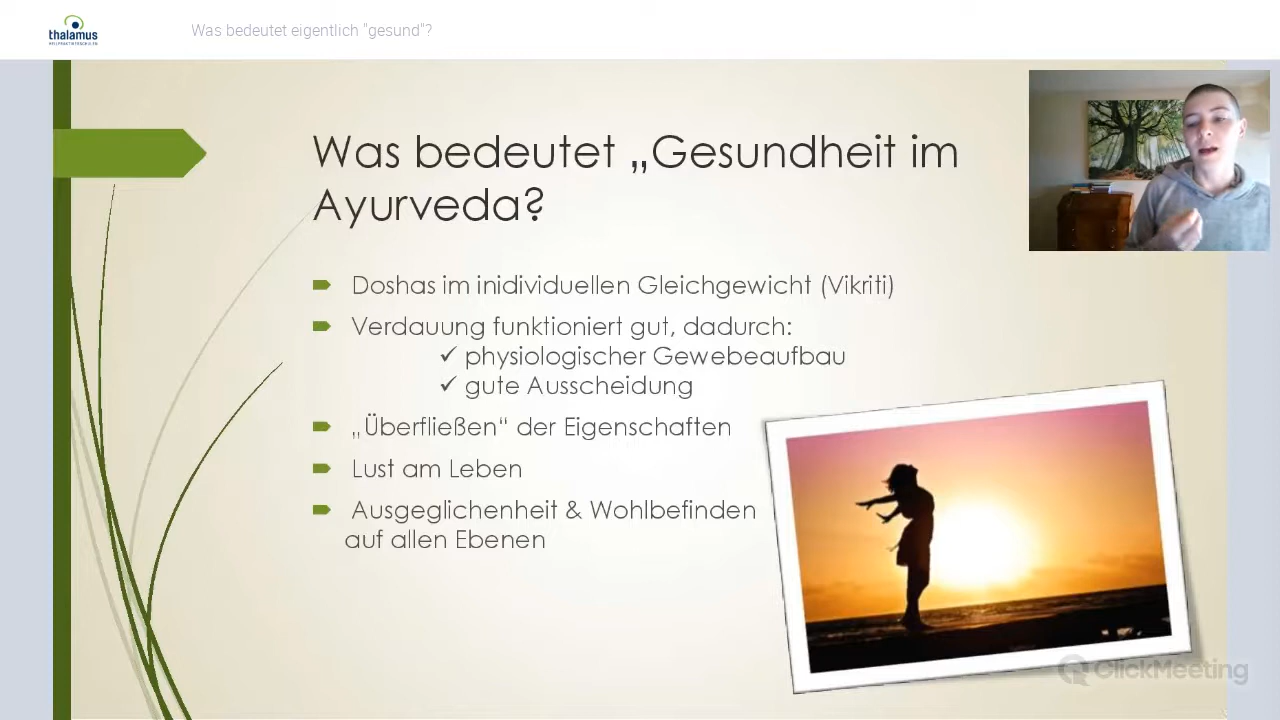 thalamus
HEILPRAKTIKERSCHULEN
Was bedeutet eigentlich "gesund"?
Was bedeutet „Gesundheit im
Ayurveda?
Doshas im inidividuellen Gleichgewicht (Vikriti)
Verdauung funktioniert gut, dadurch:
✓ physiologischer Gewebeaufbau
✓ gute Ausscheidung
„Überfließen“ der Eigenschaften
Lust am Leben
Ausgeglichenheit & Wohlbefinden
auf allen Ebenen
ClickMeeting